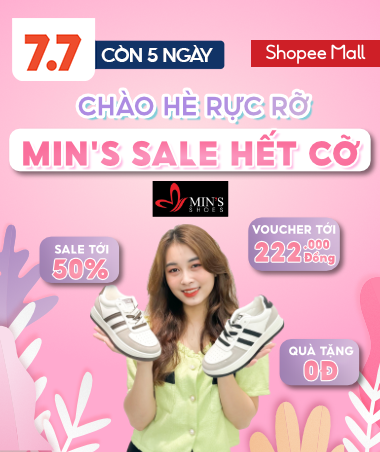 7.7
CÒN 5 NGÀY
Shopee Mall
CHÀO HÈ RỰC RỠ
MIN'S SALE HẾT CỠ
MIN'S
SHOES
SALE TỚI
50%
VOUCHER TỚI
222.000
Đồng
QUÀ TẶNG
0Đ